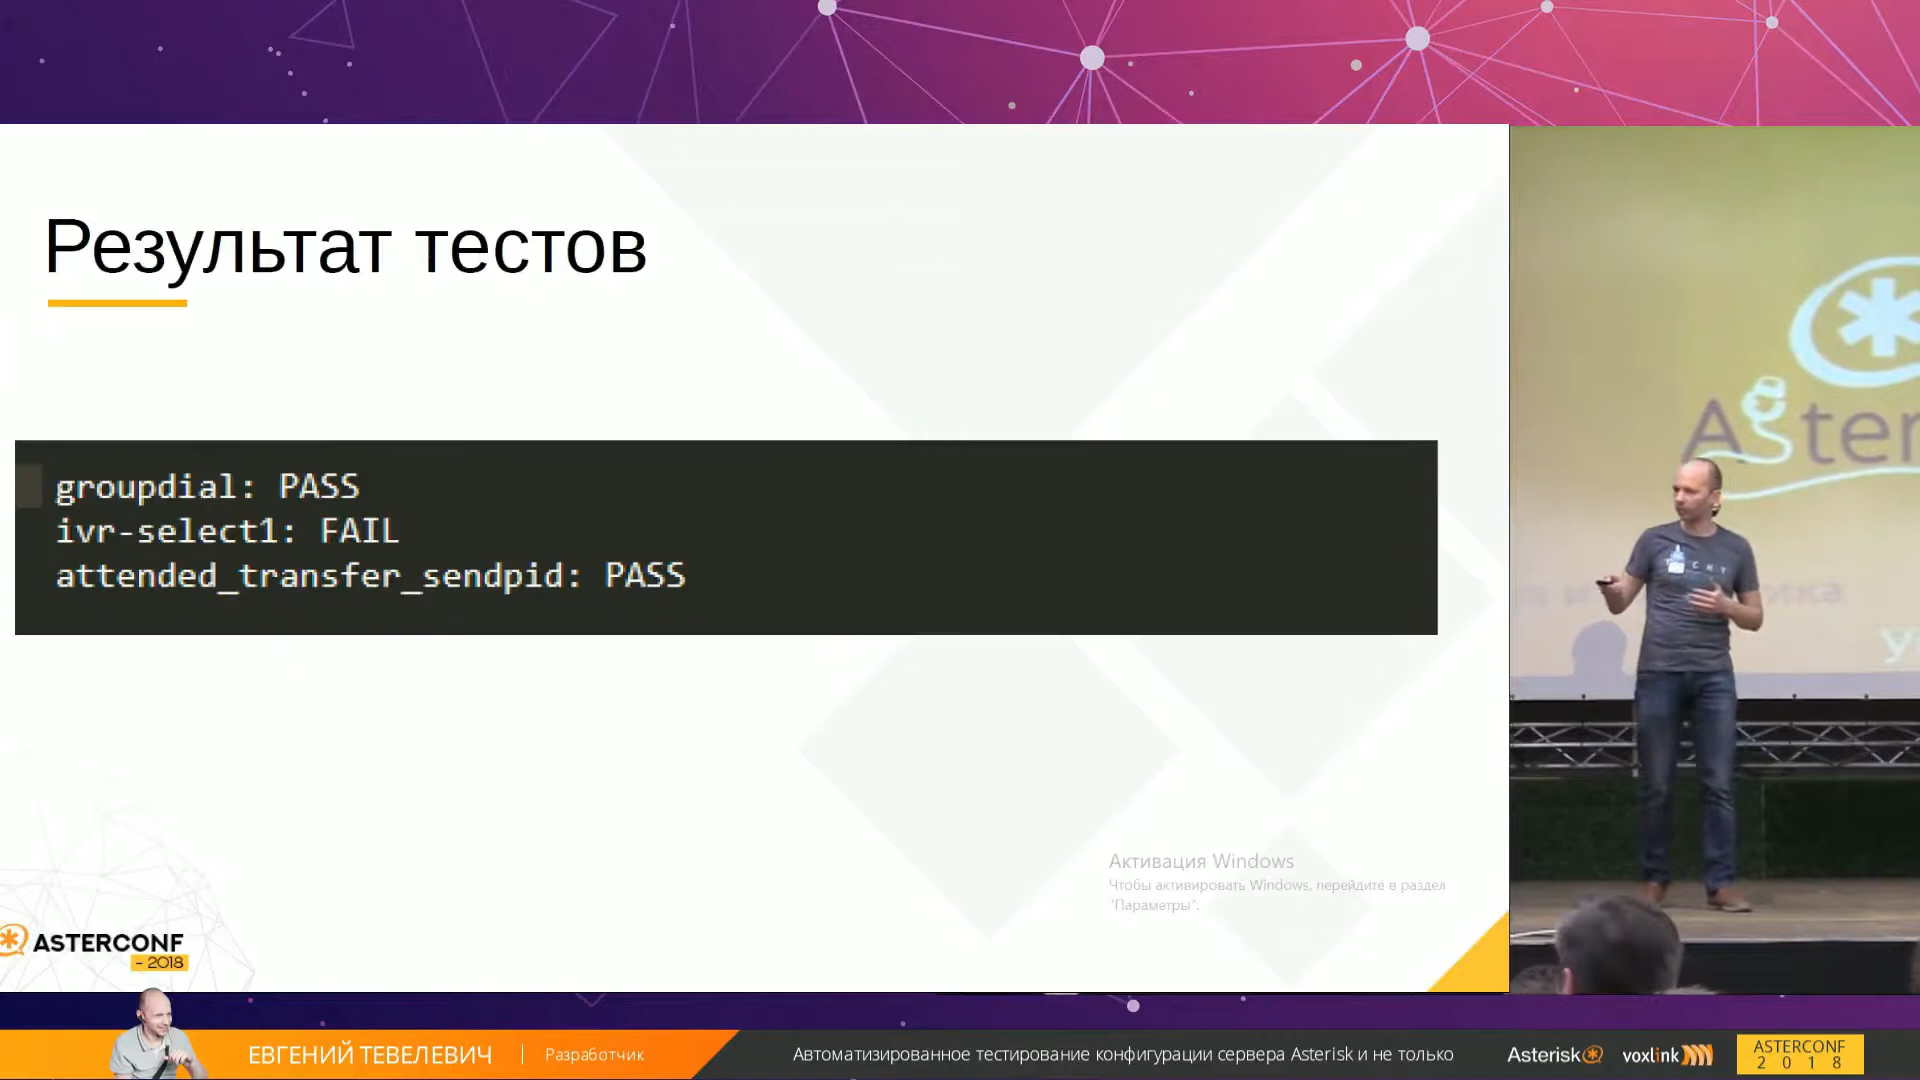 Результат тестов
groupdial: PASS
ivr-select1: FAIL
attended_transfer_sendpid: PASS
Активация Windows
Чтобы активировать Windows, перейдите в раздел
"Параметры".
ASTERCONF
- 2018
Aster
ЕВГЕНИЙ ТЕВЕЛЕВИЧ
Разработчик
Автоматизированное тестирование конфигурации сервера Asterisk и не только
Asterisk
voxlink
ASTERCONF
2 0 1 8